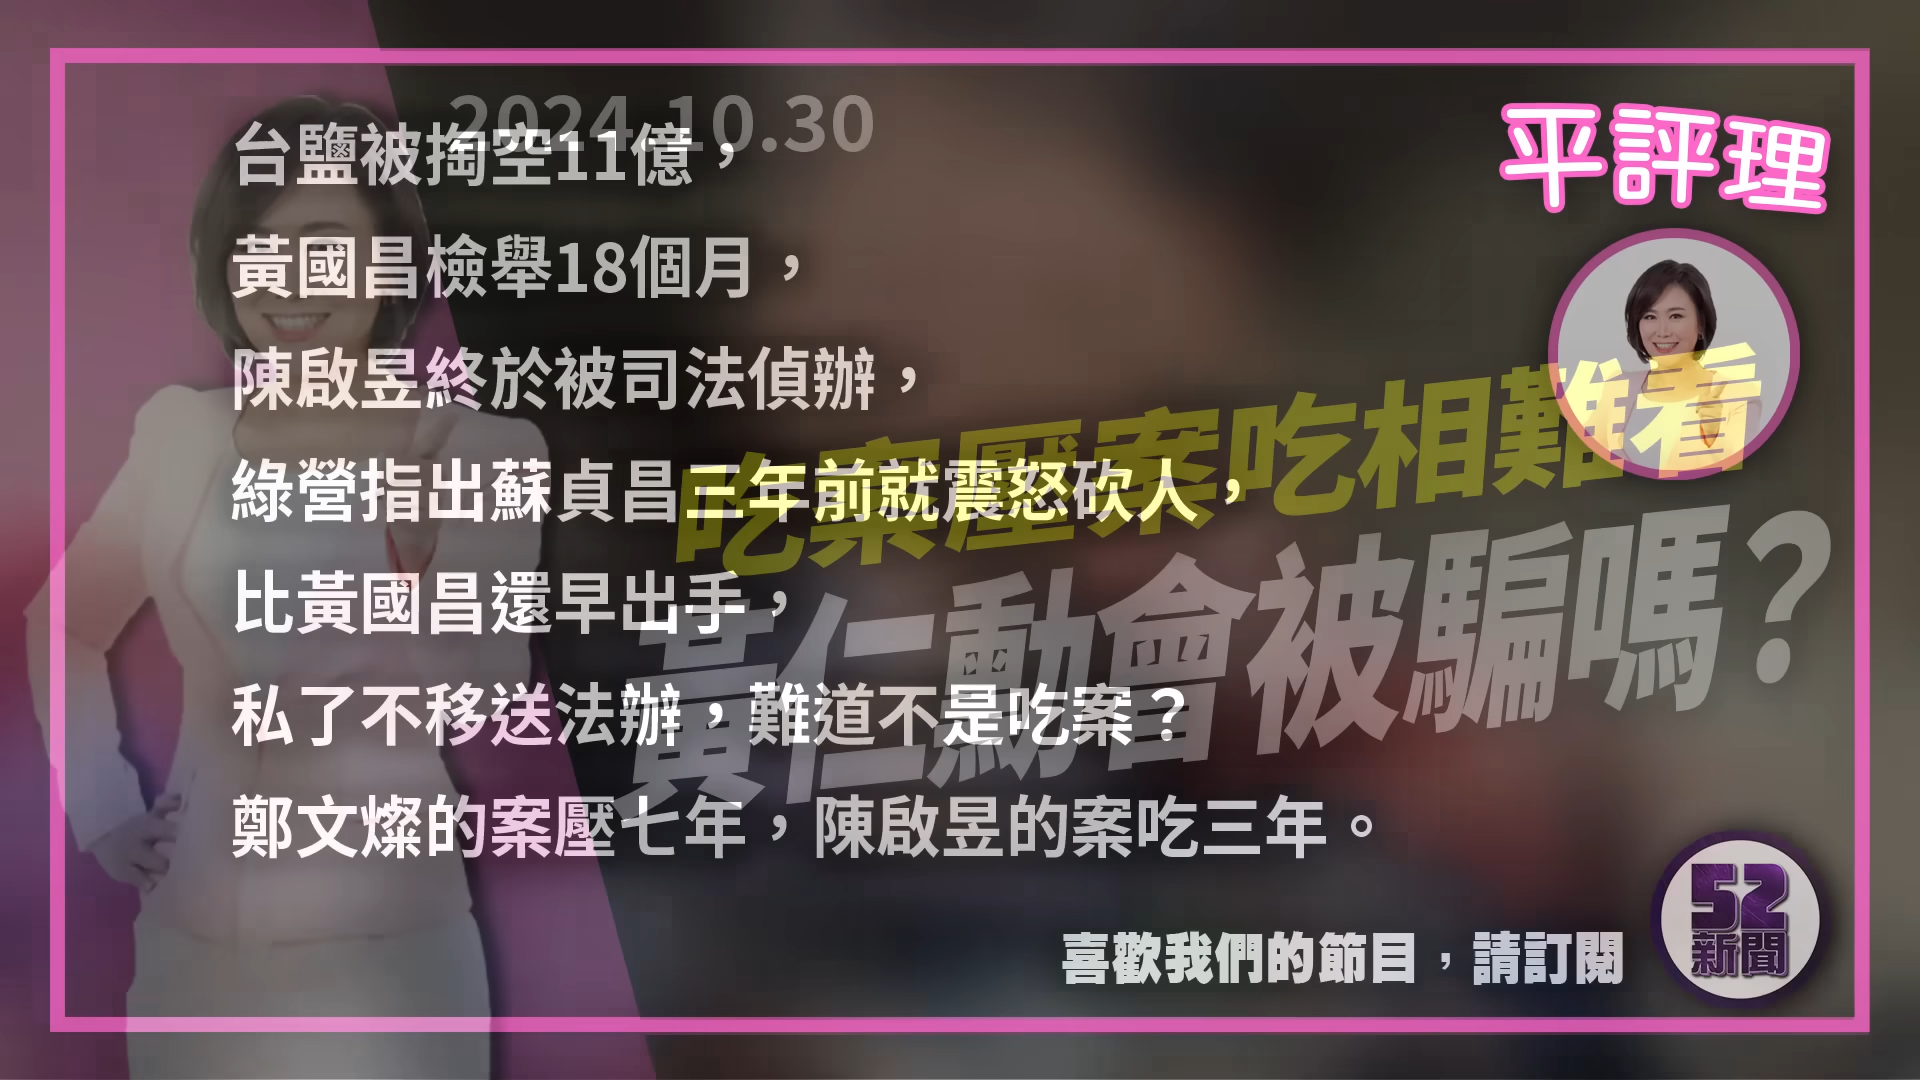 2024.10.30
平評理
台鹽被掏空11億，
黃國昌檢舉18個月，
陳啟昱終於被司法偵辦，
綠營指出蘇貞昌三年前就震怒砍人，
比黃國昌還早出手，
私了不移送法辦，難道不是吃案？
鄭文燦的案壓七年，陳啟昱的案吃三年。
吃案壓案吃相難看
黃仁勳會被騙嗎？
喜歡我們的節目，請訂閱
52
新聞